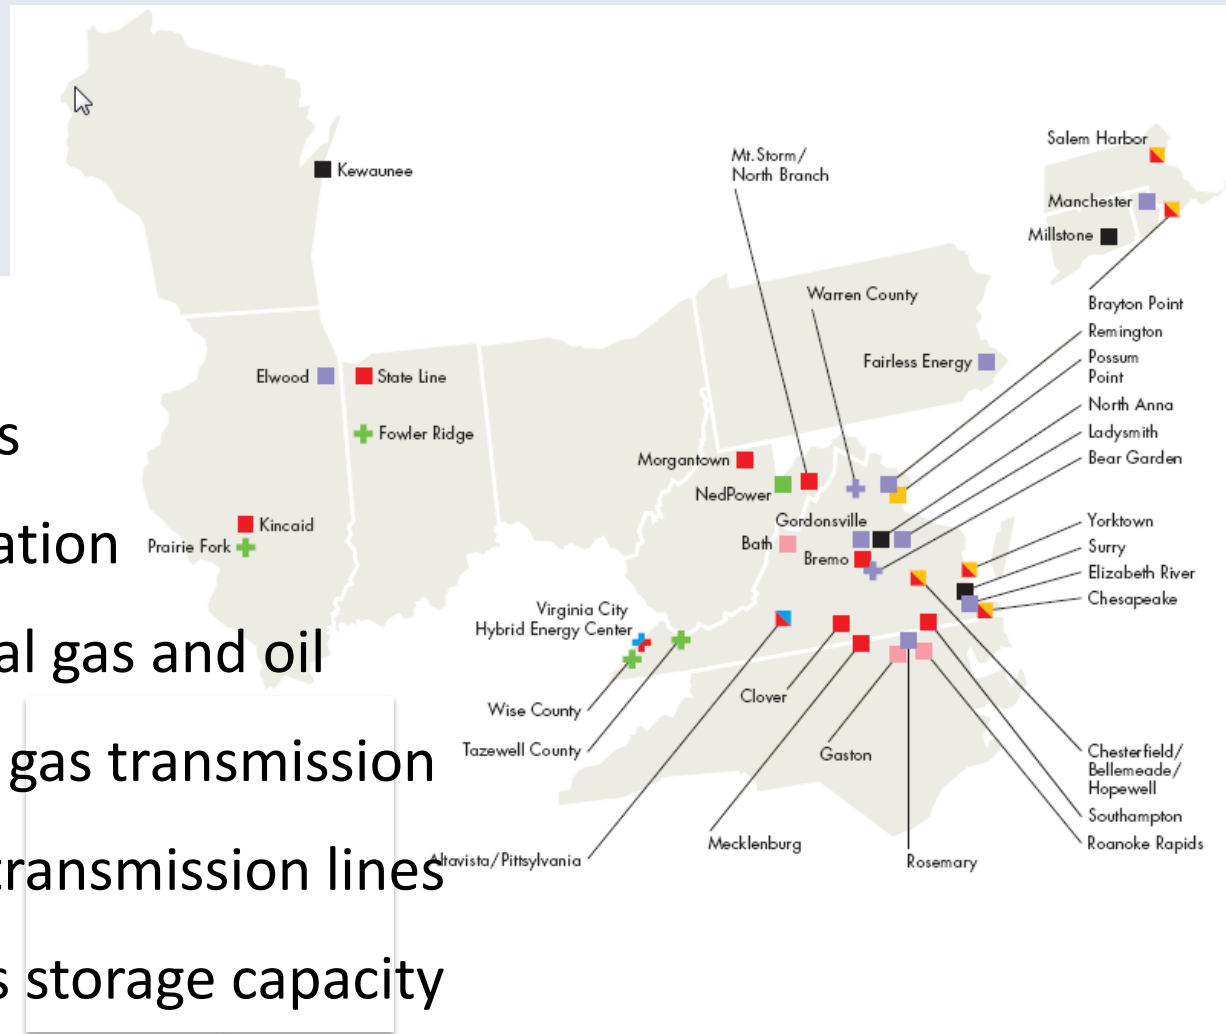 Salem Harbor
Mt. Storm/
North Branch
Kewaunee
Manchester
Millstone
Warren County
Brayton Point
Remington
Possum
Point
Fairless Energy
Elwood
State Line
North Anna
Fowler Ridge
Ladysmith
Morgantown
Bear Garden
s
NedPower
Gordonsville
Kincaid
Yorktown
ation
Prairie Fork
Bath
Surry
Bremo
Elizabeth River
Chesapeake
Virginia City
Hybrid Energy Center
al gas and oil
Clover
Wise County
Tazewell County
Gaston
Chesterfield/
Bellemeade/
Hopewell
gas transmission
Southampton
Mecklenburg
Roanoke Rapids
Altavista/Pittsylvania
Rosemary
transmission lines
s storage capacity